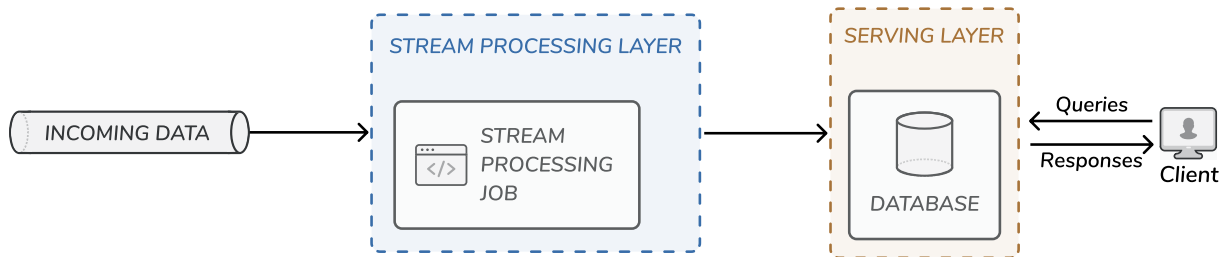 STREAM PROCESSING LAYER
SERVING LAYER
INCOMING DATA
STREAM
PROCESSING
JOB
</>
DATABASE
Queries
Responses
Client